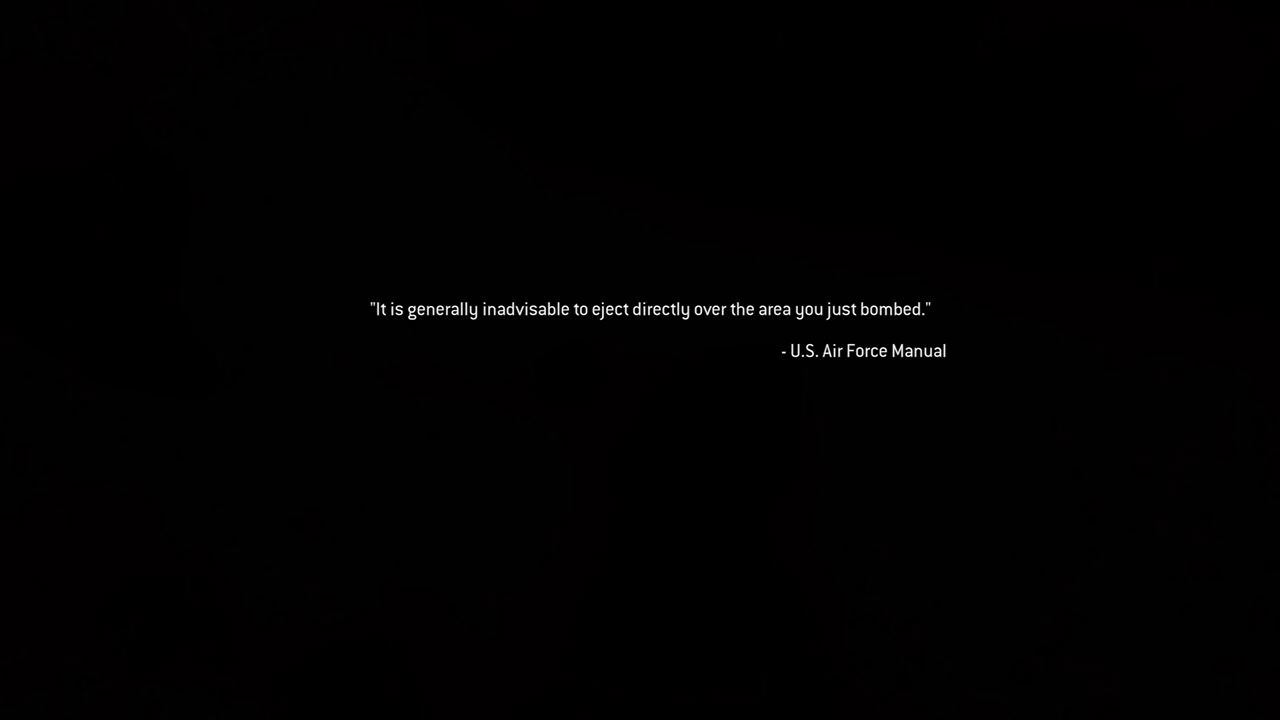 "It is generally inadvisable to eject directly over the area you just bombed."
- U.S. Air Force Manual